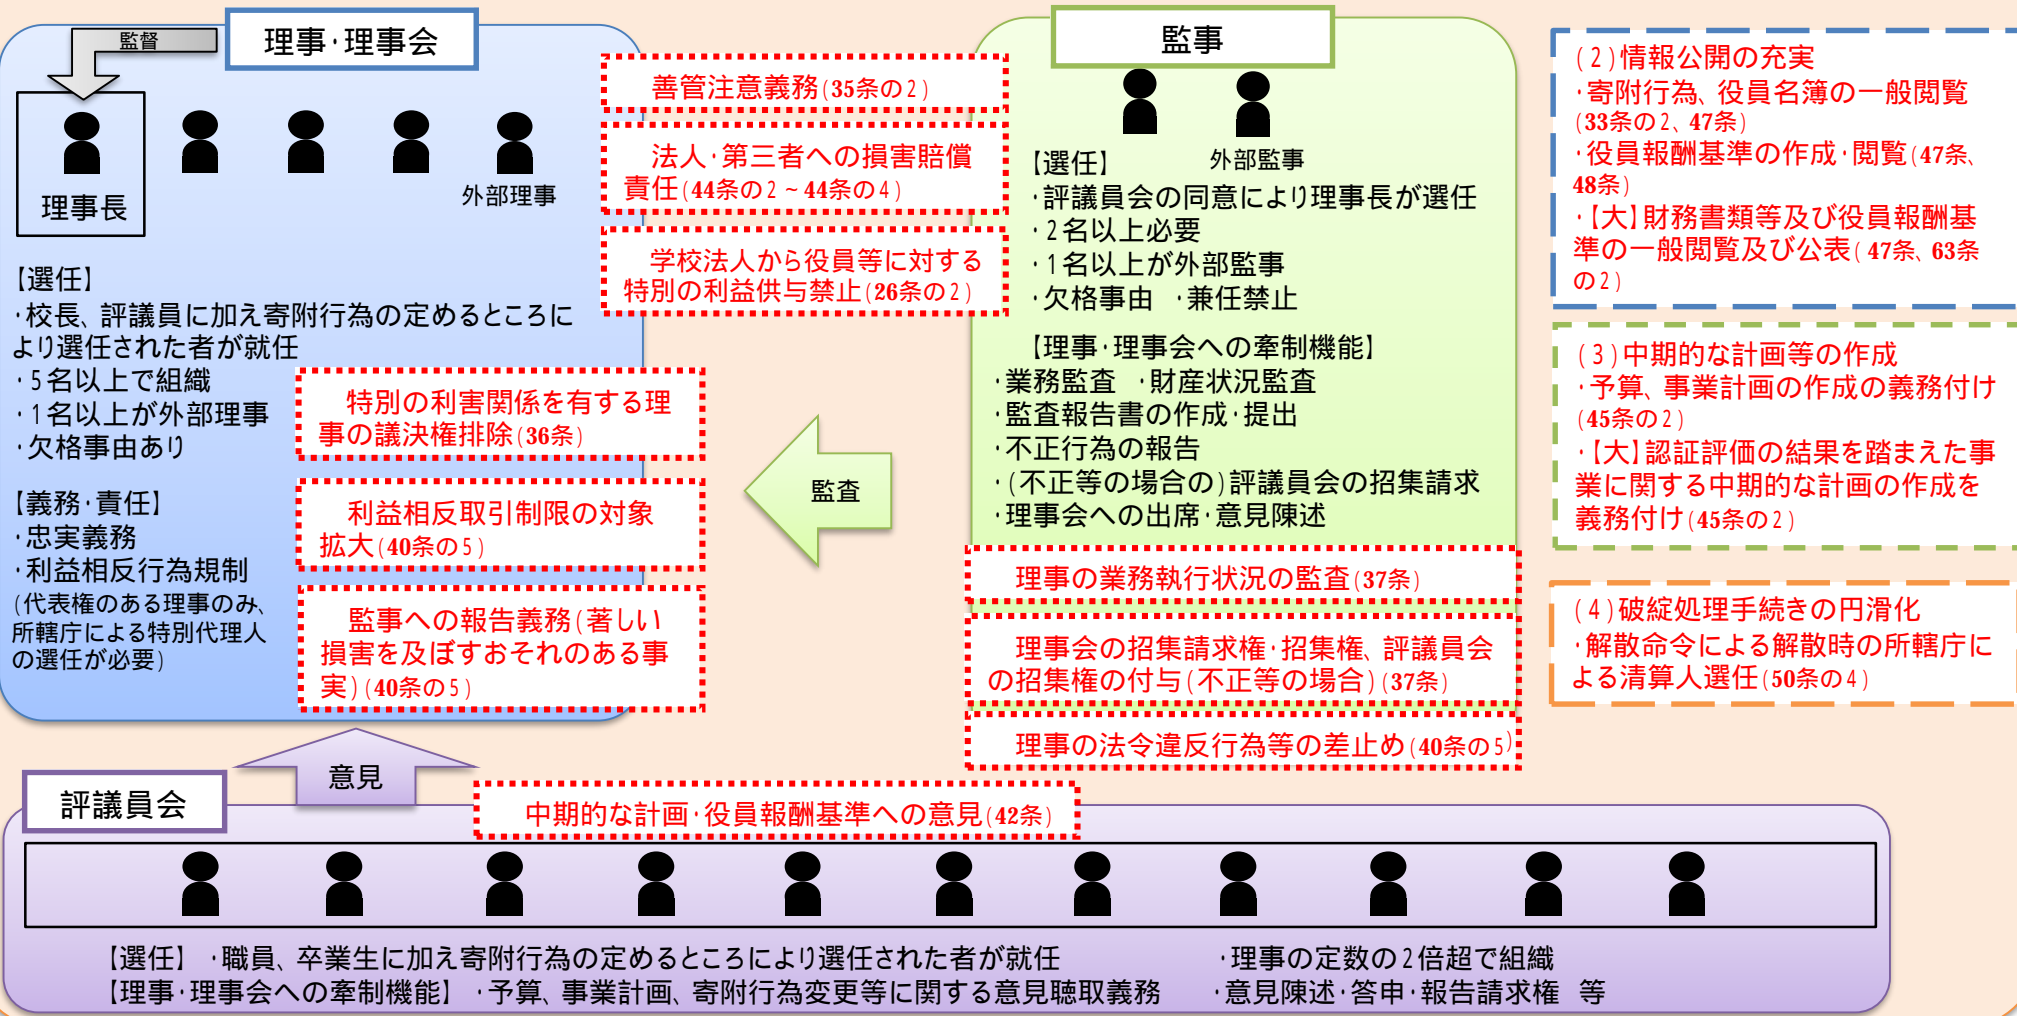 監督
理事・理事会
理事長
外部理事
【選任】
・校長、評議員に加え寄附行為の定めるところに
より選任された者が就任
・5名以上で組織
・1名以上が外部理事
・欠格事由あり
【義務・責任】
・忠実義務
・利益相反行為規制
(代表権のある理事のみ、
所轄庁による特別代理人
の選任が必要)
善管注意義務(35条の2)
法人・第三者への損害賠償
責任(44条の2~44条の4)
学校法人から役員等に対する
特別の利益供与禁止(26条の2)
特別の利害関係を有する理
事の議決権排除(36条)
利益相反取引制限の対象
拡大(40条の5)
監事への報告義務(著しい
損害を及ぼすおそれのある事
実)(40条の5)
監査
監事
外部監事
【選任】
・評議員会の同意により理事長が選任
・2名以上必要
・1名以上が外部監事
・欠格事由 ・兼任禁止
【理事・理事会への牽制機能】
・業務監査 ・財産状況監査
・監査報告書の作成・提出
・不正行為の報告
・(不正等の場合の)評議員会の招集請求
・理事会への出席・意見陳述
理事の業務執行状況の監査(37条)
理事会の招集請求権・招集権、評議員会
の招集権の付与(不正等の場合)(37条)
理事の法令違反行為等の差止め(40条の5)
(2)情報公開の充実
・寄附行為、役員名簿の一般閲覧
(33条の2、47条)
・役員報酬基準の作成・閲覧(47条、
48条)
・【大】財務書類等及び役員報酬基
準の一般閲覧及び公表(47条、63条
の2)
(3)中期的な計画等の作成
・予算、事業計画の作成の義務付け
(45条の2)
・【大】認証評価の結果を踏まえた事
業に関する中期的な計画の作成を
義務付け(45条の2)
(4)破綻処理手続きの円滑化
・解散命令による解散時の所轄庁に
よる清算人選任(50条の4)
意見
評議員会
中期的な計画・役員報酬基準への意見(42条)
【選任】 ・職員、卒業生に加え寄附行為の定めるところにより選任された者が就任 ・理事の定数の2倍超で組織
【理事・理事会への牽制機能】 ・予算、事業計画、寄附行為変更等に関する意見聴取義務 ・意見陳述・答申・報告請求権 等